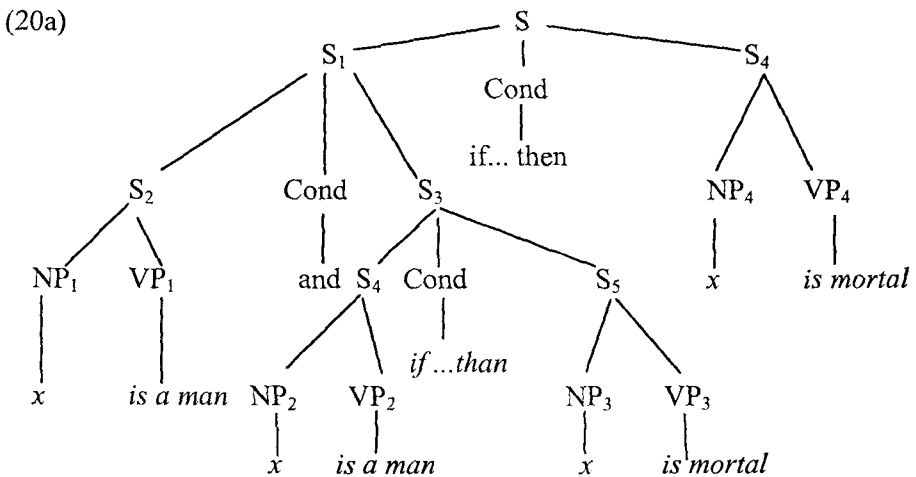 (20a)
S
S₁ S₄
Cond
if... then
S₂ Cond S₃ NP₄ VP₄
NP₁ VP₁ and S₄ Cond S₅ x is mortal
if ...than
x is a man NP₂ VP₂ NP₃ VP₃
x is a man x is mortal